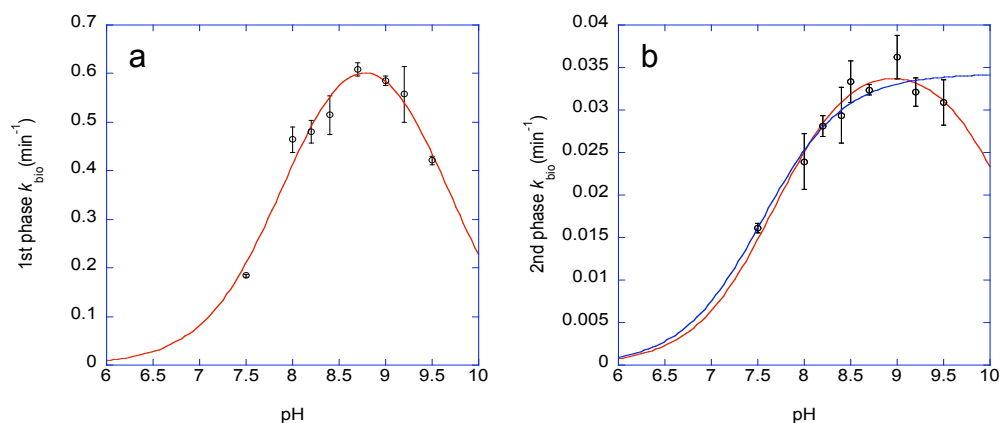 a
1st phase k_bio(min⁻¹)
0.7
0.6
0.5
0.4
0.3
0.2
0.1
0
6 6.5 7 7.5 8 8.5 9 9.5 10
pH
b
2nd phase k_bio(min⁻¹)
0.04
0.035
0.03
0.025
0.02
0.015
0.01
0.005
0
6 6.5 7 7.5 8 8.5 9 9.5 10
pH